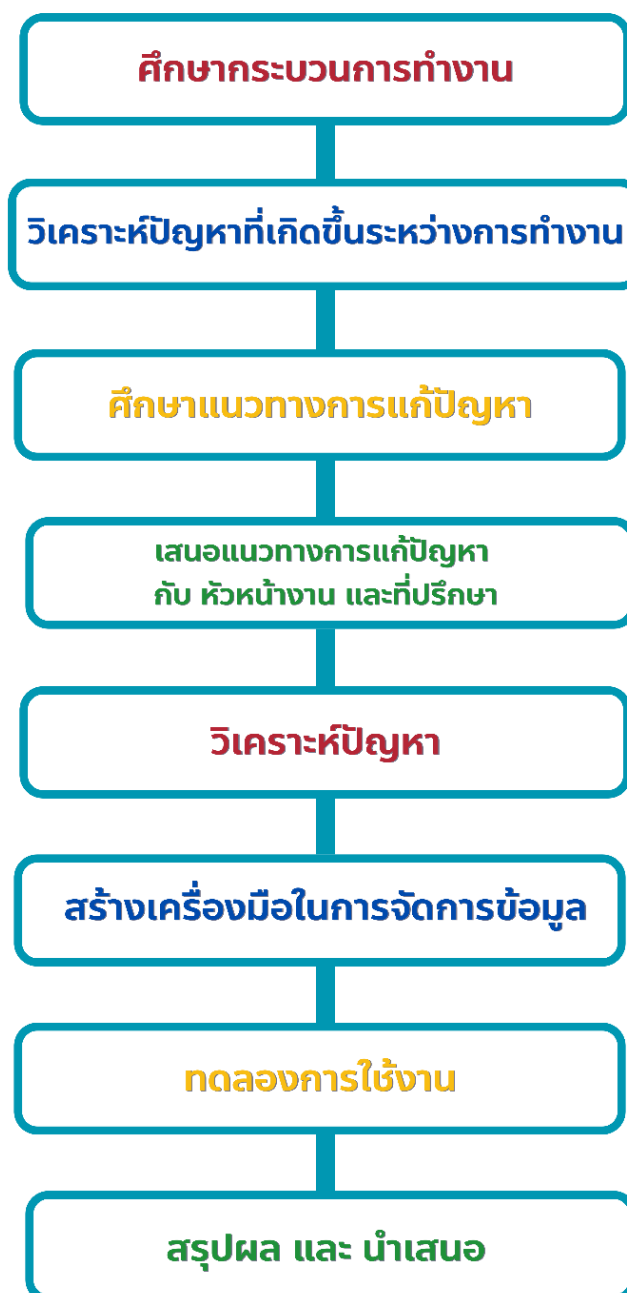 ศึกษากระบวนการทำงาน
วิเคราะห์ปัญหาที่เกิดขึ้นระหว่างการทำงาน
ศึกษาแนวทางการแก้ปัญหา
เสนอแนวทางการแก้ปัญหา
กับ หัวหน้างาน และที่ปรึกษา
วิเคราะห์ปัญหา
สร้างเครื่องมือในการจัดการข้อมูล
ทดลองการใช้งาน
สรุปผล และ นำเสนอ